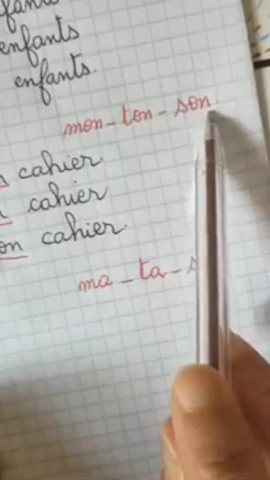 enfants
enfants.
mon - ton - son
cahier
cahier
on cahier.
ma - ta -